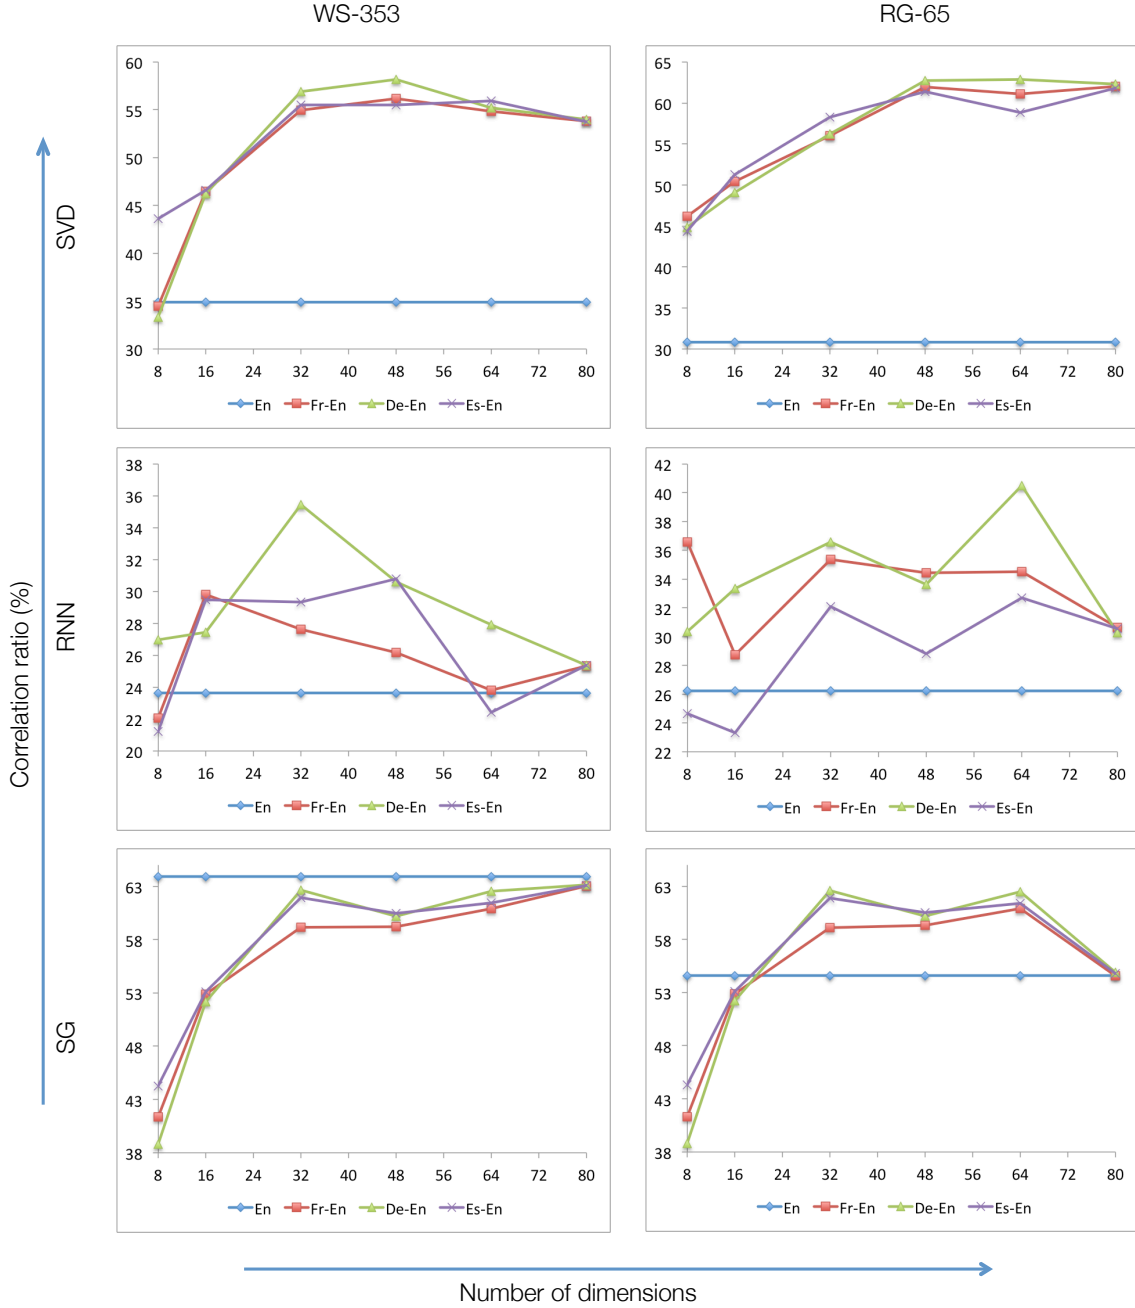 WS-353
RG-65
60
55
50
45
40
35
30
8 16 24 32 40 48 56 64 72 80
En Fr-En De-En Es-En
65
60
55
50
45
40
35
30
8 16 24 32 40 48 56 64 72 80
En Fr-En De-En Es-En
SVD
38
36
34
32
30
28
26
24
22
20
8 16 24 32 40 48 56 64 72 80
En Fr-En De-En Es-En
42
40
38
36
34
32
30
28
26
24
22
8 16 24 32 40 48 56 64 72 80
En Fr-En De-En Es-En
RNN
Correlation ratio (%)
63
58
53
48
43
38
8 16 24 32 40 48 56 64 72 80
En Fr-En De-En Es-En
63
58
53
48
43
38
8 16 24 32 40 48 56 64 72 80
En Fr-En De-En Es-En
SG
Number of dimensions